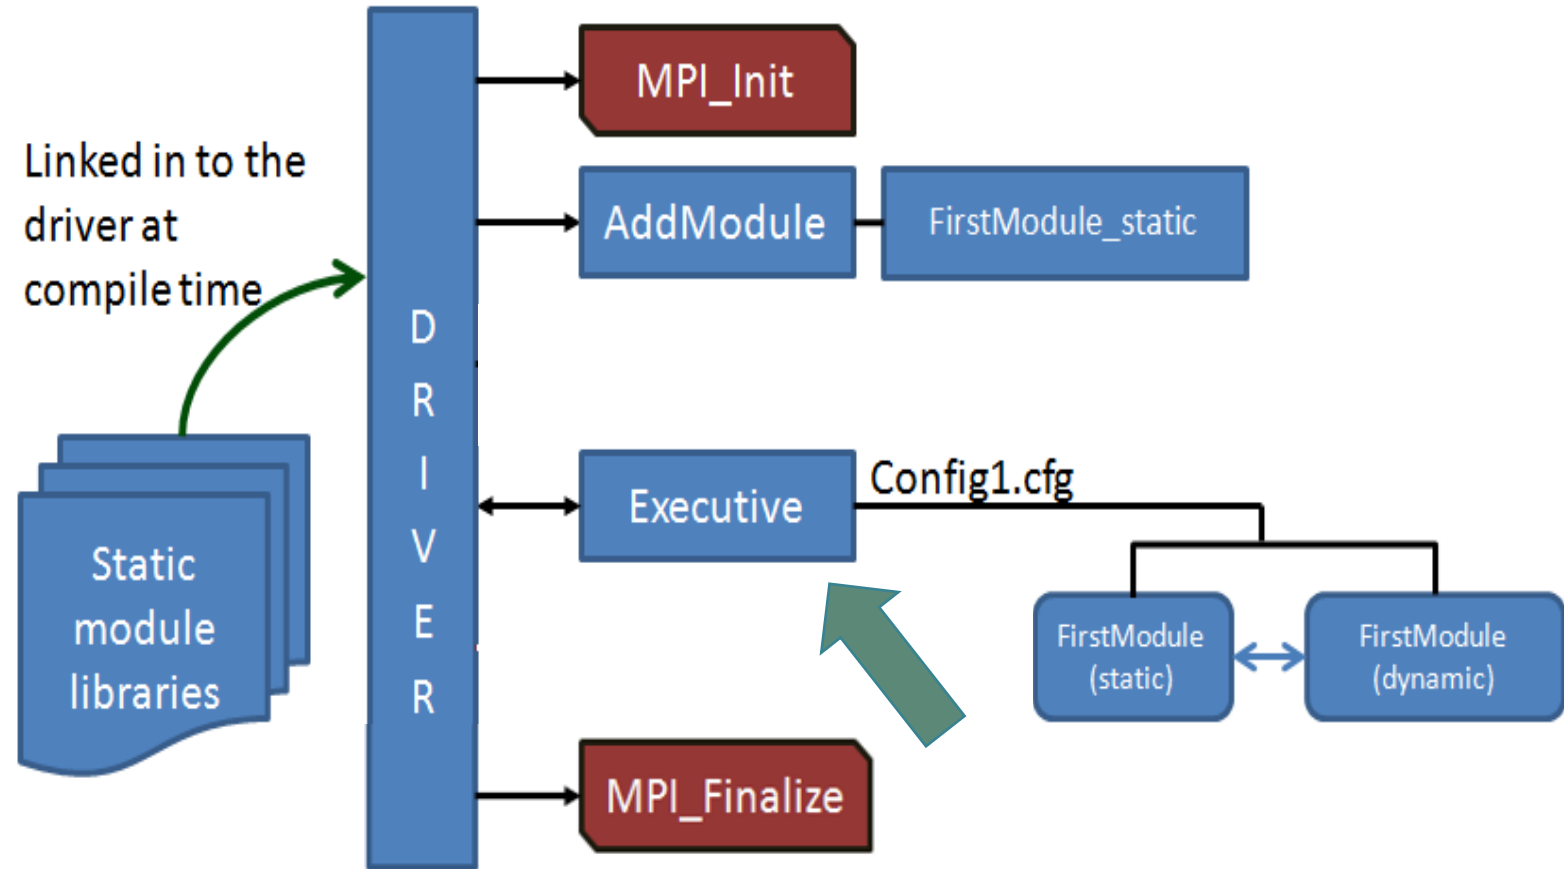 MPI_Init
Linked in to the
driver at
compile time
AddModule
FirstModule_static
D
R
I
V
E
R
Executive
Config1.cfg
Static
module
libraries
FirstModule
(static)
FirstModule
(dynamic)
MPI_Finalize